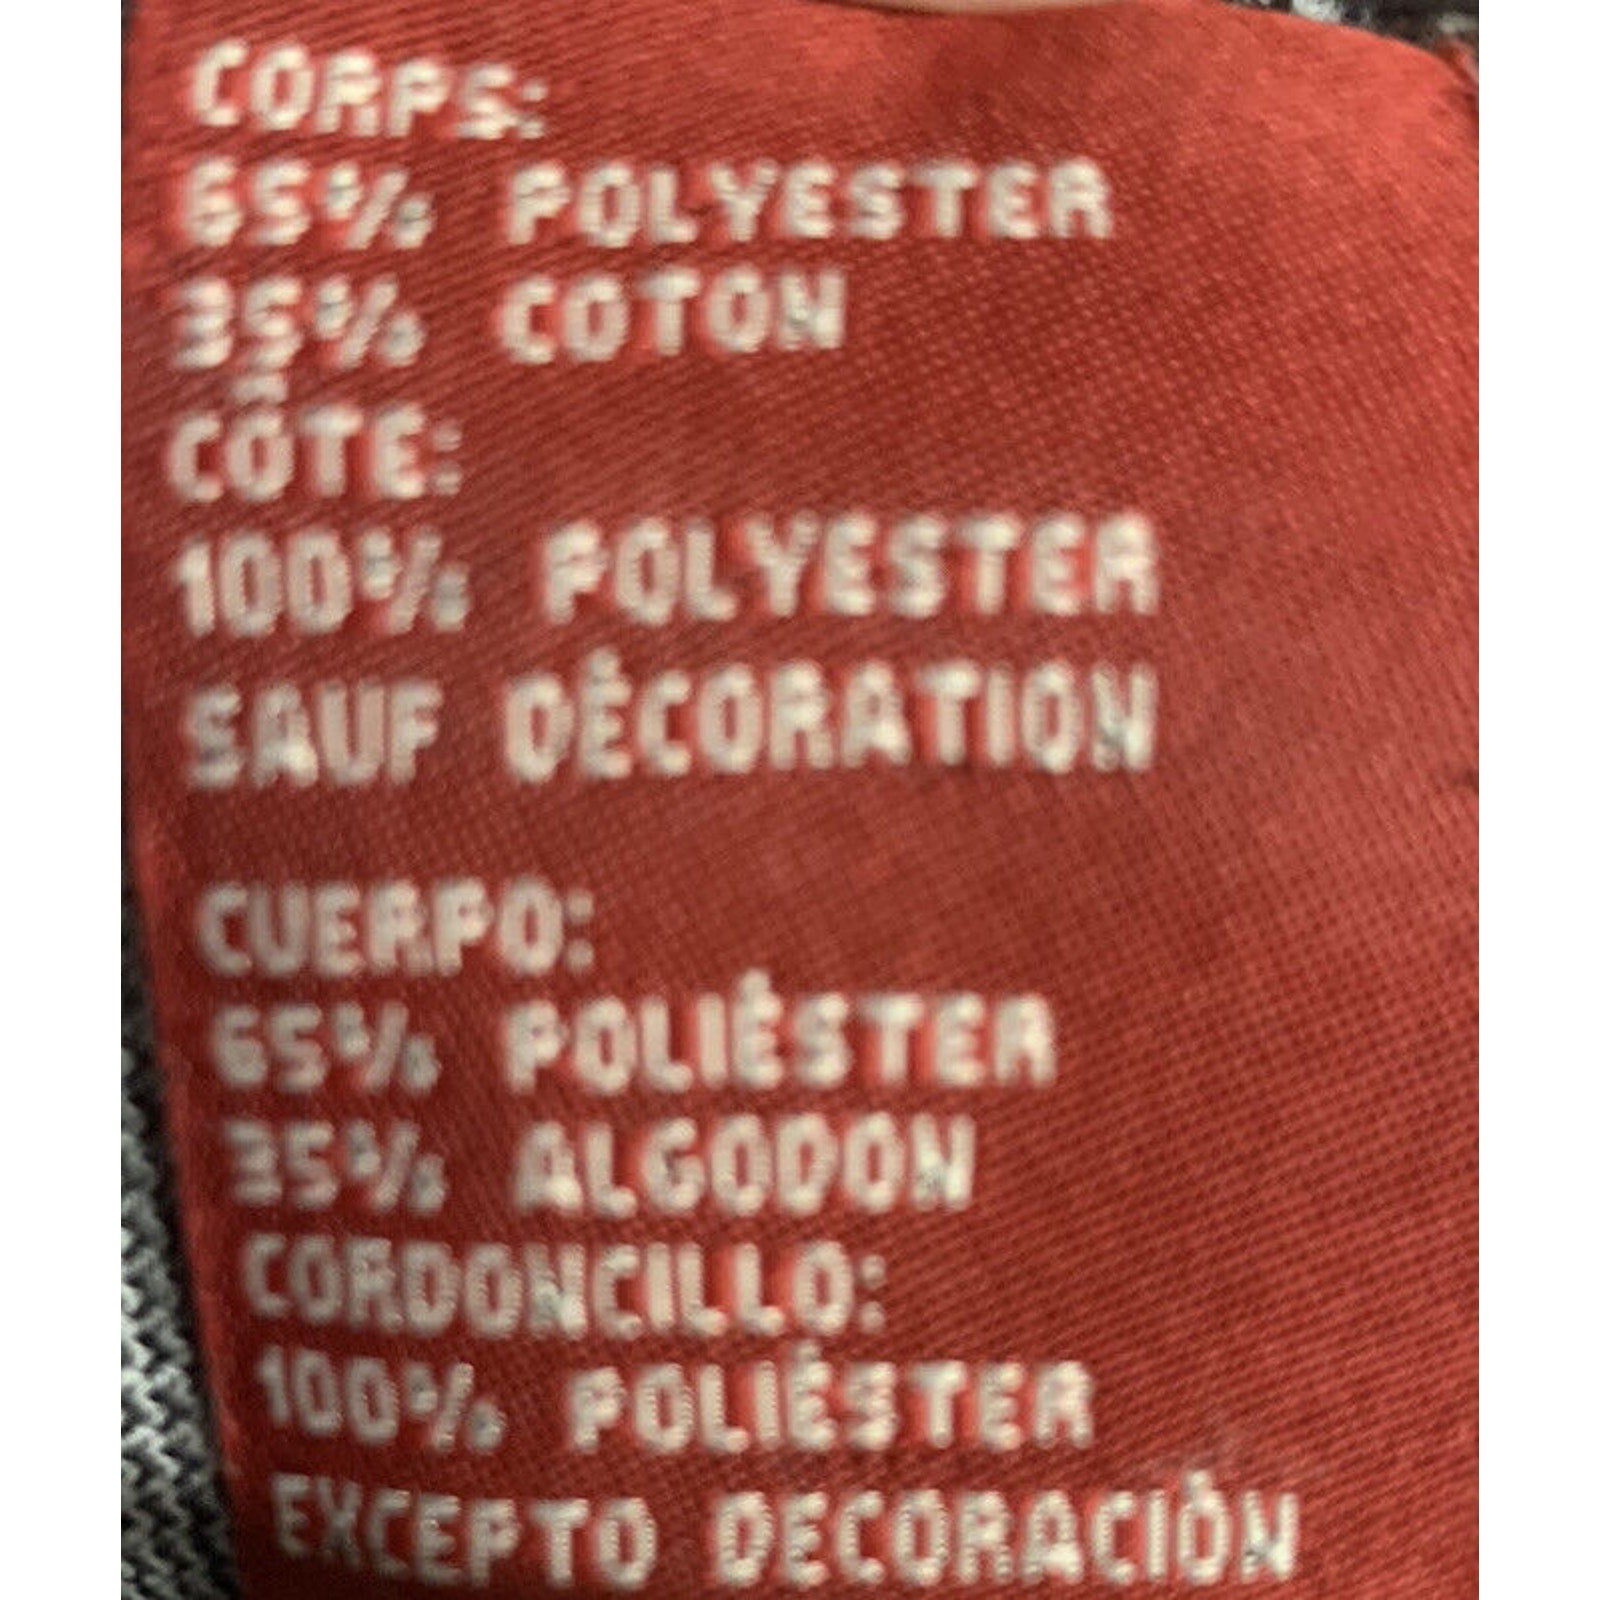 CORPS:
65% POLYESTER
35% COTON
CÔTE:
100% POLYESTER
SAUF DÉCORATION
CUERPO:
65% POLIÉSTER
35% ALGODON
CORDONCILLO:
100% POLIÉSTER
EXCEPTO DECORACIÓN